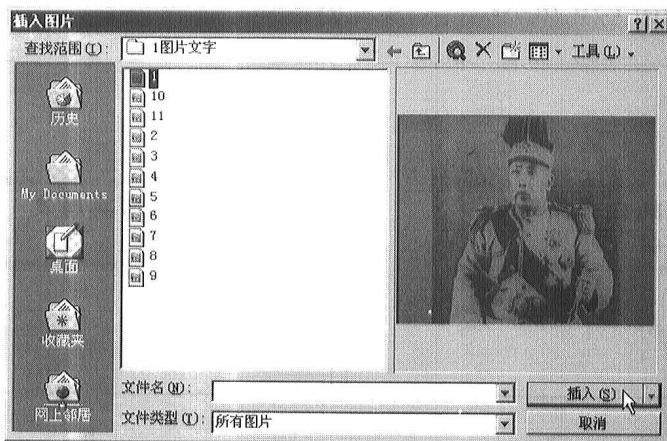 插入图片
查找范围(I): 1图片文字 工具(L)
1
10
11
2
3
4
5
6
7
8
9
历史
My Documents
桌面
收藏夹
网上邻居
文件名(N): 插入(S)
文件类型(T): 所有图片 取消